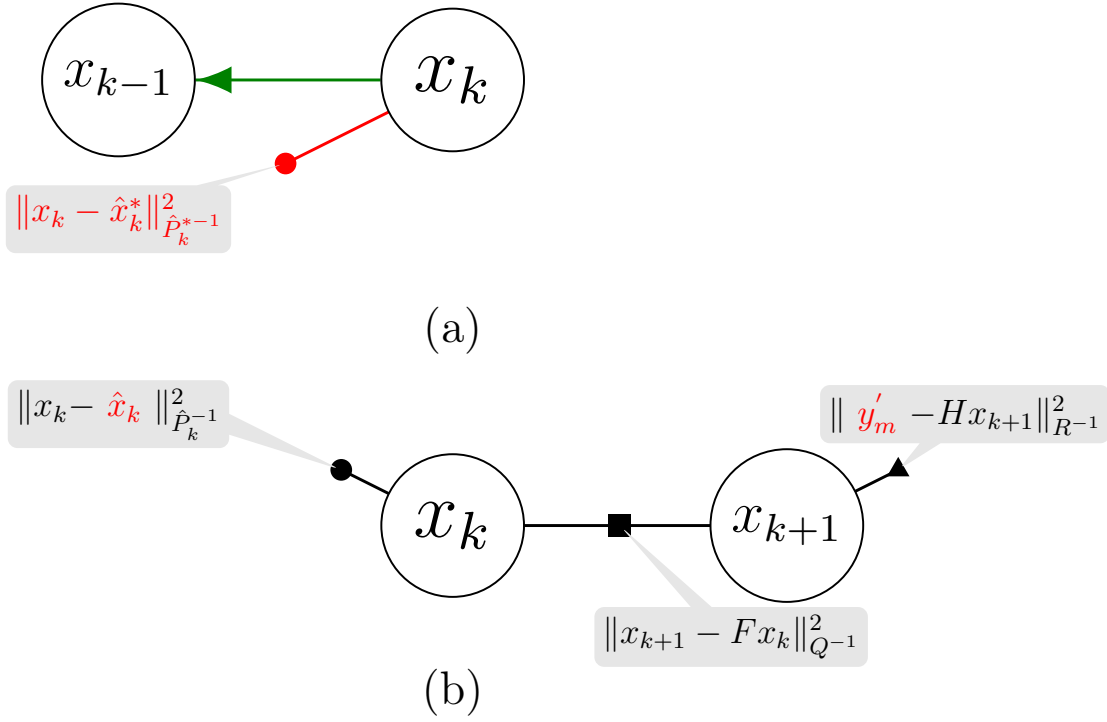 x_{k-1}
x_k
‖x_k - \hat{x}_k^*‖^2_{\hat{P}_k^{*-1}}
(a)
‖x_k - \hat{x}_k ‖^2_{\hat{P}_k^{-1}}
‖ y_m^{'} - Hx_{k+1}‖^2_{R^{-1}}
x_k
x_{k+1}
‖x_{k+1} - Fx_k‖^2_{Q^{-1}}
(b)